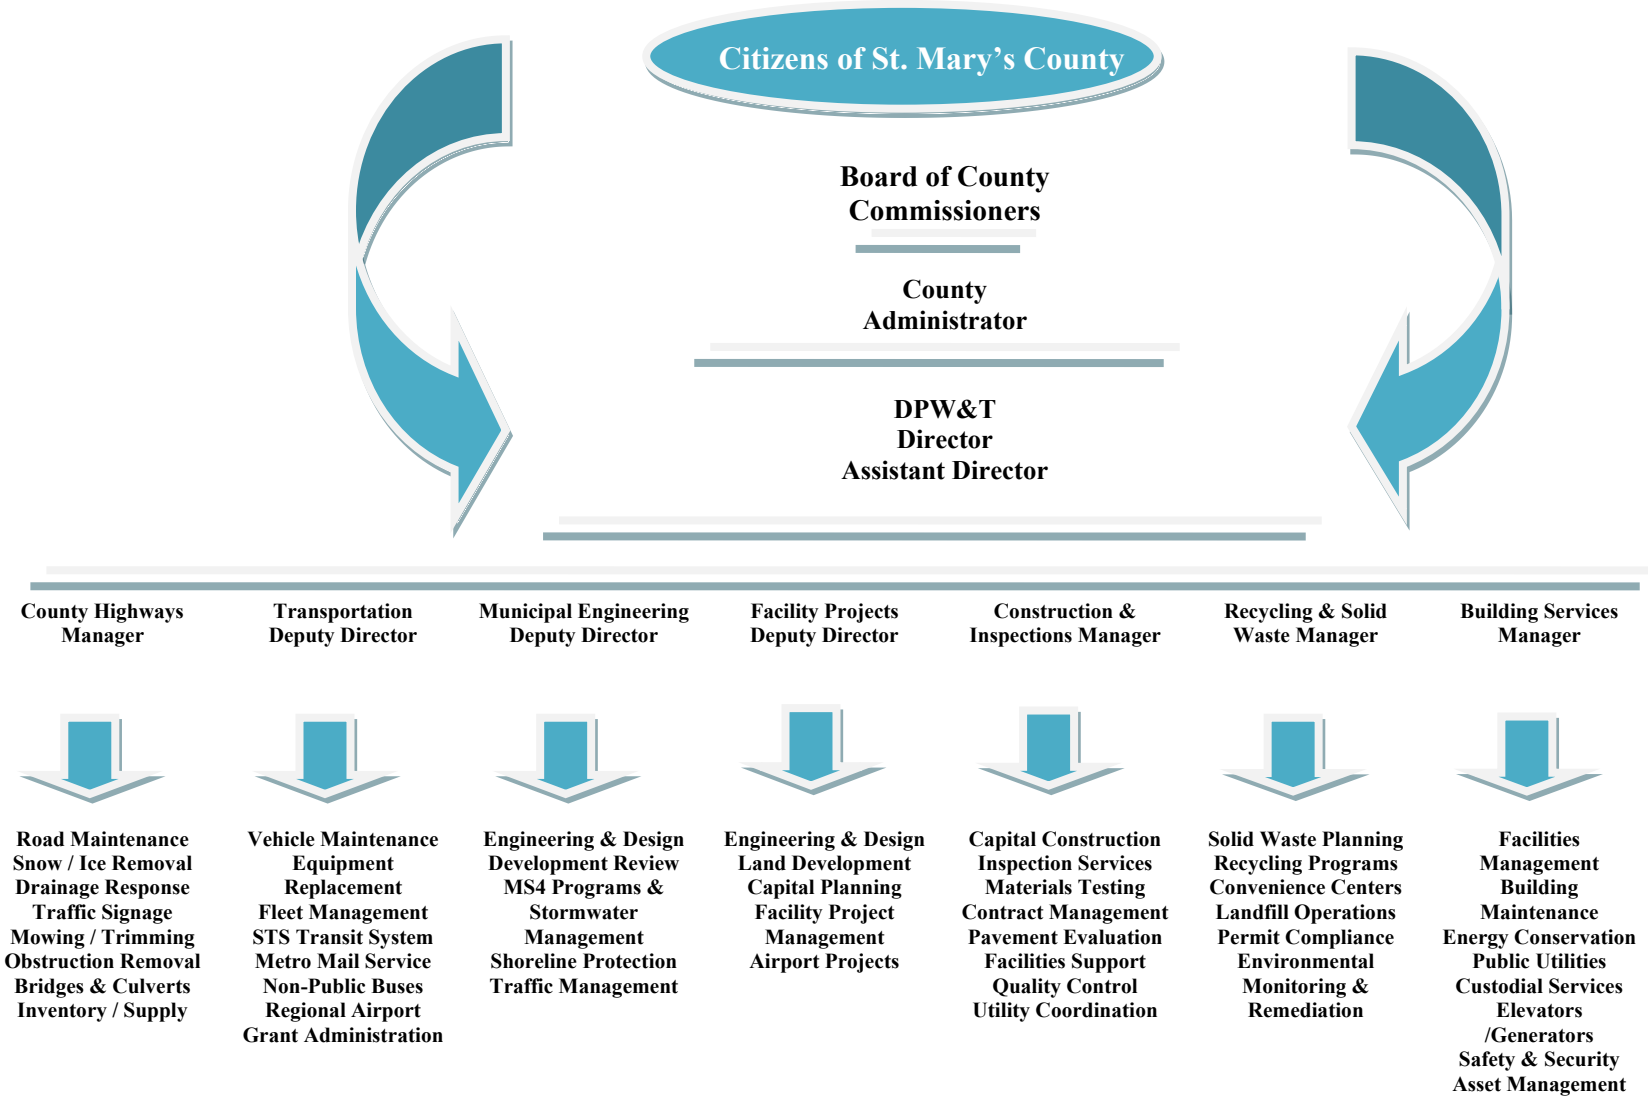 Citizens of St. Mary’s County
Board of County
Commissioners
County
Administrator
DPW&T
Director
Assistant Director
County Highways
Manager
Transportation
Deputy Director
Municipal Engineering
Deputy Director
Facility Projects
Deputy Director
Construction &
Inspections Manager
Recycling & Solid
Waste Manager
Building Services
Manager
Road Maintenance
Snow / Ice Removal
Drainage Response
Traffic Signage
Mowing / Trimming
Obstruction Removal
Bridges & Culverts
Inventory / Supply
Vehicle Maintenance
Equipment
Replacement
Fleet Management
STS Transit System
Metro Mail Service
Non-Public Buses
Regional Airport
Grant Administration
Engineering & Design
Development Review
MS4 Programs &
Stormwater
Management
Shoreline Protection
Traffic Management
Engineering & Design
Land Development
Capital Planning
Facility Project
Management
Airport Projects
Capital Construction
Inspection Services
Materials Testing
Contract Management
Pavement Evaluation
Facilities Support
Quality Control
Utility Coordination
Solid Waste Planning
Recycling Programs
Convenience Centers
Landfill Operations
Permit Compliance
Environmental
Monitoring &
Remediation
Facilities
Management
Building
Maintenance
Energy Conservation
Public Utilities
Custodial Services
Elevators
/Generators
Safety & Security
Asset Management